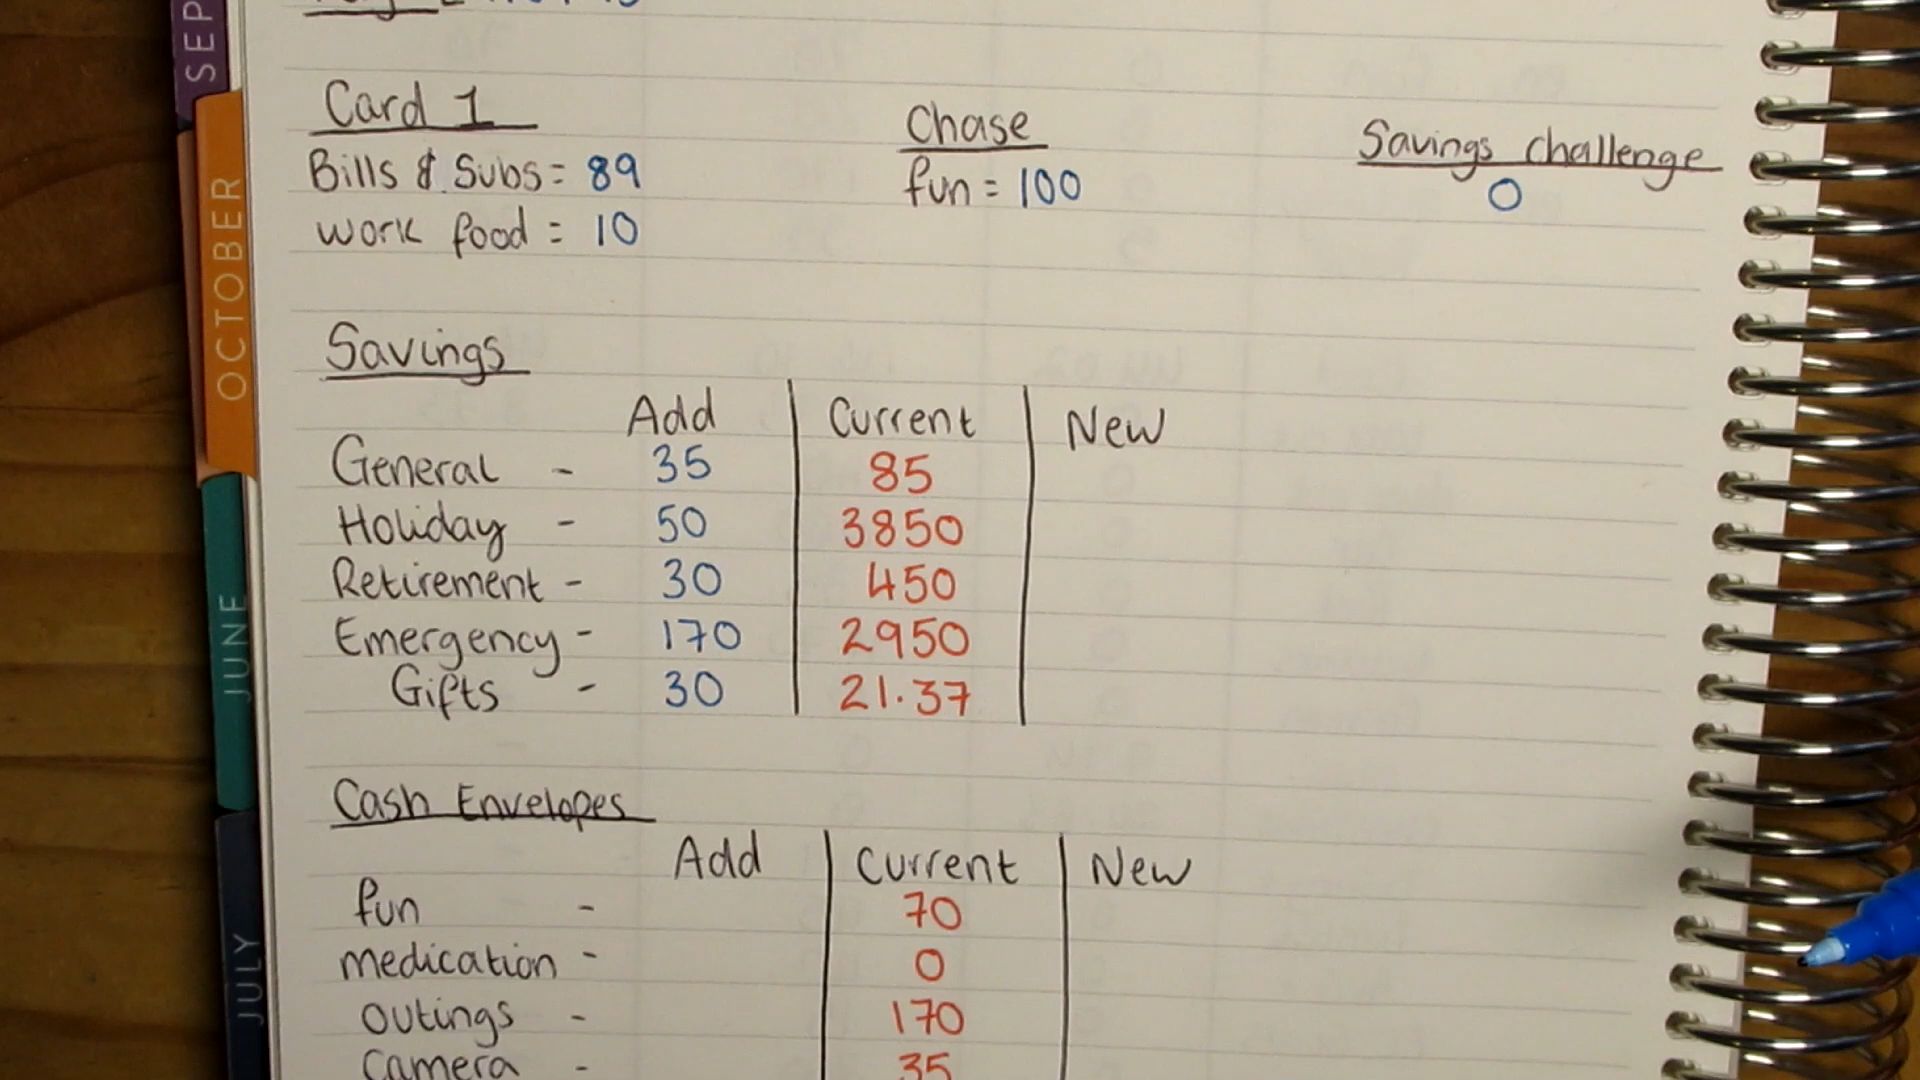 SEP
OCTOBER
JUNE
JULY
Card 1
Bills & Subs = 89
work food = 10
Chase
fun = 100
Savings challenge
0
Savings
Add | Current | New
General - 35 | 85
Holiday - 50 | 3850
Retirement - 30 | 450
Emergency - 170 | 2950
Gifts - 30 | 21.37
Cash Envelopes
Add | Current | New
fun - 70
medication - 0
outings - 170
Camera - 35